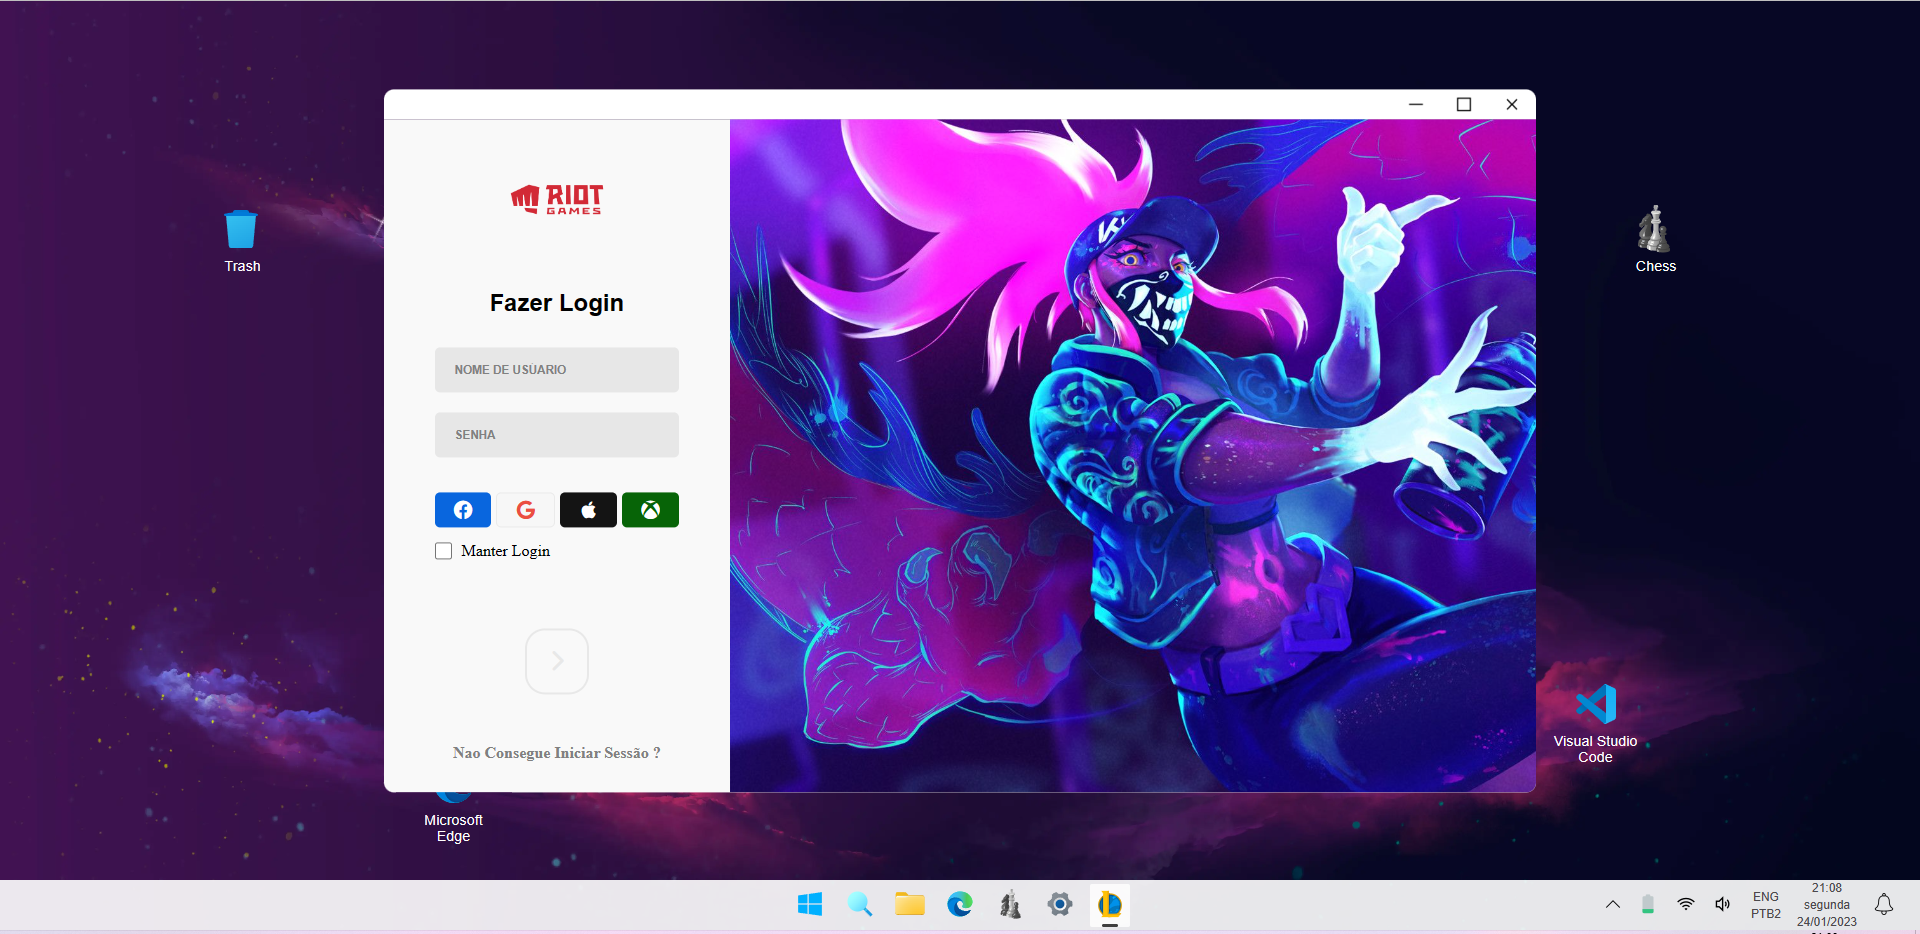 RIOT
GAMES
Fazer Login
NOME DE USUARIO
SENHA
Manter Login
Nao Consegue Iniciar Sessão ?
Trash
Chess
Visual Studio
Code
Microsoft
Edge
ENG
PTB2
21:08
segunda
24/01/2023